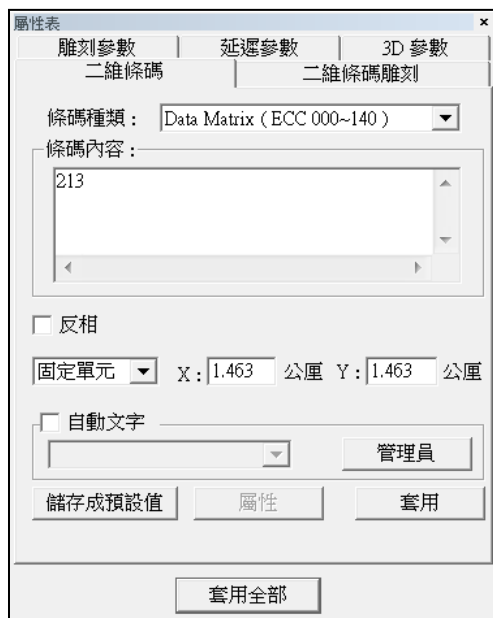 屬性表
雕刻參數 延遲參數 3D 參數
二維條碼 二維條碼雕刻
條碼種類： Data Matrix ( ECC 000~140 )
條碼內容：
213
反相
固定單元 X：1.463 公厘 Y：1.463 公厘
自動文字
管理員
儲存成預設值 屬性 套用
套用全部